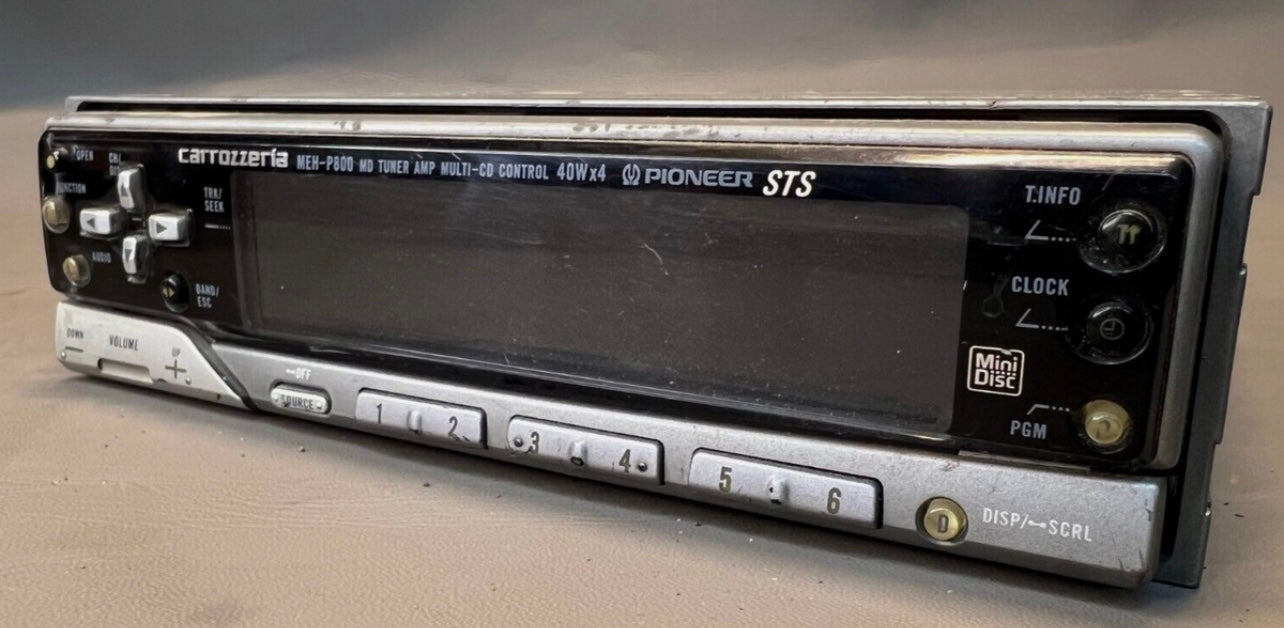 carrozzeria MEH-P800 MD TUNER AMP MULTI-CD CONTROL 40Wx4 PIONEER STS
OPEN
FUNCTION
TRK/
SEEK
AUDIO
BAND/
ESC
T.INFO
CLOCK
Mini
Disc
PGM
DOWN
VOLUME
UP
OFF
SOURCE
1 2
3 4
5 6
D
DISP/ SCRL